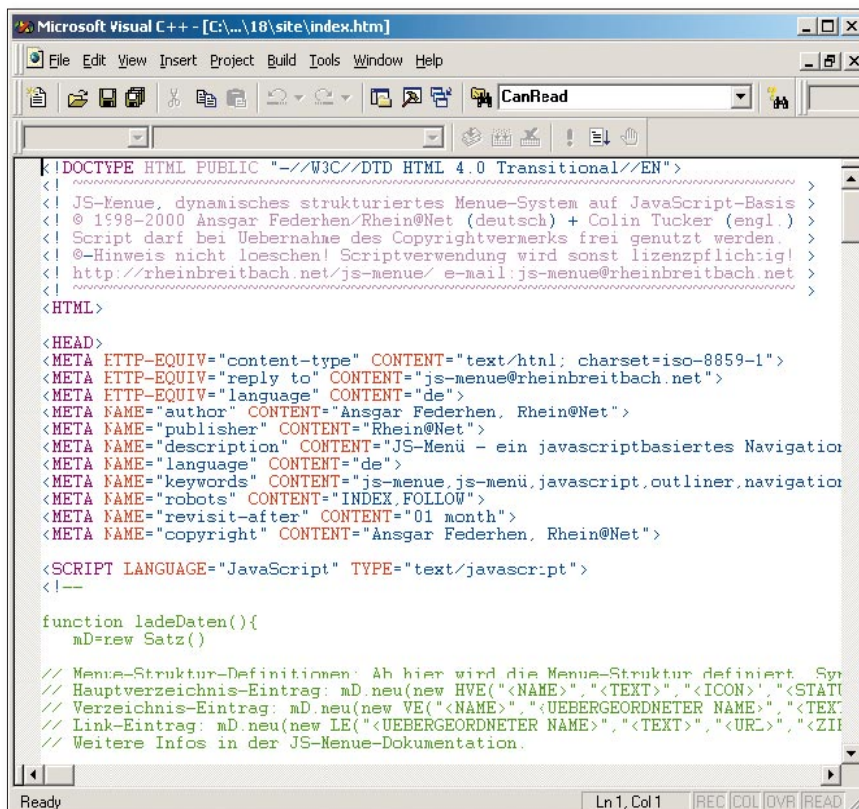 Microsoft Visual C++ - [C:\...\18\site\index.htm]
File Edit View Insert Project Build Tools Window Help
CanRead
<!DOCTYPE HTML PUBLIC "-//W3C//DTD HTML 4.0 Transitional//EN">
<! ~~~~~~~~~~~~~~~~~~~~~~~~~~~~~~~~~~~~~~~~~~~~~~~~~~~~~~~~~~~~~~~~~~~~ >
<! JS-Menue, dynamisches strukturiertes Menue-System auf JavaScript-Basis >
<! © 1998-2000 Ansgar Federhen/Rhein@Net (deutsch) + Colin Tucker (engl.) >
<! Script darf bei Uebernahme des Copyrightvermerks frei genutzt werden. >
<! ©-Hinweis nicht loeschen! Scriptverwendung wird sonst lizenzpflichtig! >
<! http://rheinbreitbach.net/js-menue/ e-mail:js-menue@rheinbreitbach.net >
<! ~~~~~~~~~~~~~~~~~~~~~~~~~~~~~~~~~~~~~~~~~~~~~~~~~~~~~~~~~~~~~~~~~~~~ >
<HTML>
<HEAD>
<META HTTP-EQUIV="content-type" CONTENT="text/html; charset=iso-8859-1">
<META HTTP-EQUIV="reply to" CONTENT="js-menue@rheinbreitbach.net">
<META HTTP-EQUIV="language" CONTENT="de">
<META NAME="author" CONTENT="Ansgar Federhen, Rhein@Net">
<META NAME="publisher" CONTENT="Rhein@Net">
<META NAME="description" CONTENT="JS-Menü - ein javascriptbasiertes Navigation
<META NAME="language" CONTENT="de">
<META NAME="keywords" CONTENT="js-menue,js-menü,javascript,outliner,navigation
<META NAME="robots" CONTENT="INDEX,FOLLOW">
<META NAME="revisit-after" CONTENT="01 month">
<META NAME="copyright" CONTENT="Ansgar Federhen, Rhein@Net">
<SCRIPT LANGUAGE="JavaScript" TYPE="text/javascript">
<!--
function ladeDaten(){
mD=new Satz()
// Menue-Struktur-Definitionen: Ab hier wird die Menue-Struktur definiert. Syn
// Hauptverzeichnis-Eintrag: mD.neu(new HVE("<NAME>","<TEXT>","<ICON>","<STATU
// Verzeichnis-Eintrag: mD.neu(new VE("<NAME>","<UEBERGEORDNETER NAME>","<TEXT
// Link-Eintrag: mD.neu(new LE("<UEBERGEORDNETER NAME>","<TEXT>","<URL>","<ZIE
// Weitere Infos in der JS-Menue-Dokumentation.
Ready Ln 1, Col 1 REC COL OVR READ